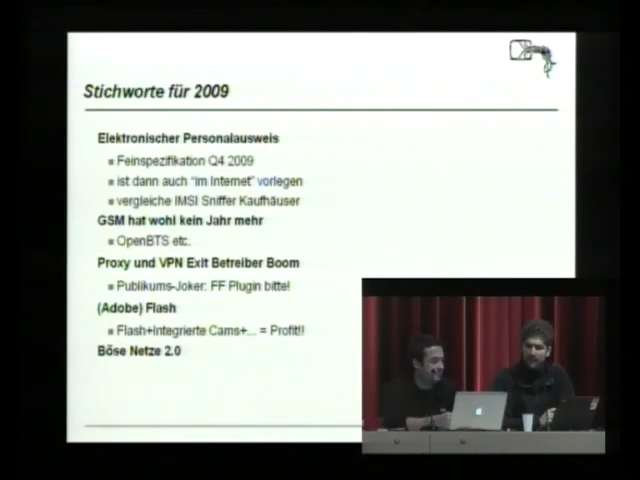 Stichworte für 2009
Elektronischer Personalausweis
Feinspezifikation Q4 2009
ist dann auch "im Internet" vorlegen
vergleiche IMSI Sniffer Kaufhäuser
GSM hat wohl kein Jahr mehr
OpenBTS etc.
Proxy und VPN Exit Betreiber Boom
Publikums-Joker: FF Plugin bitte!
(Adobe) Flash
Flash+Integrierte Cams+... = Profit!!
Böse Netze 2.0